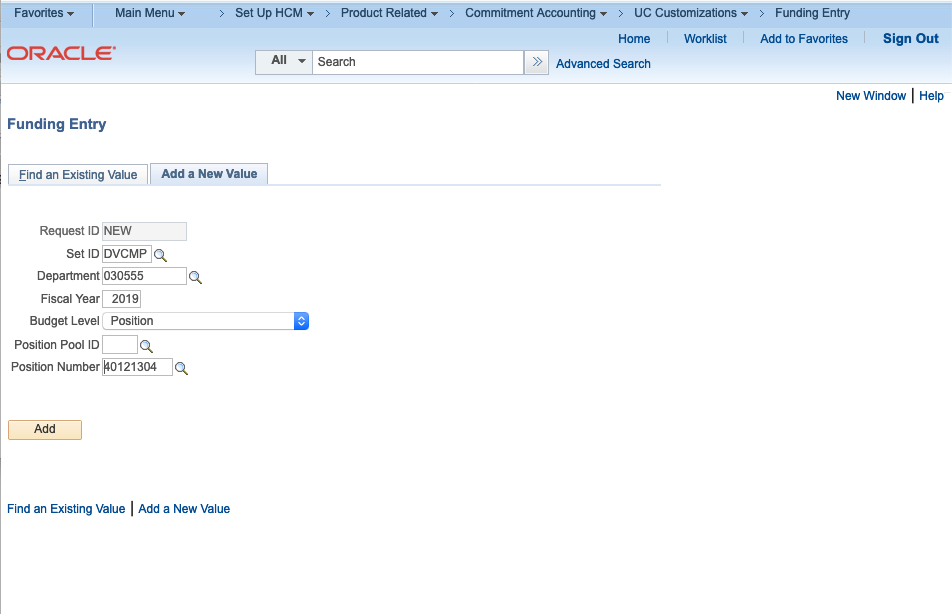 Favorites Main Menu > Set Up HCM > Product Related > Commitment Accounting > UC Customizations > Funding Entry
Home Worklist Add to Favorites Sign Out
ORACLE®
All Search » Advanced Search
New Window | Help
Funding Entry
Find an Existing Value Add a New Value
Request ID NEW
Set ID DVCMP
Department 030555
Fiscal Year 2019
Budget Level Position
Position Pool ID
Position Number 40121304
Add
Find an Existing Value | Add a New Value